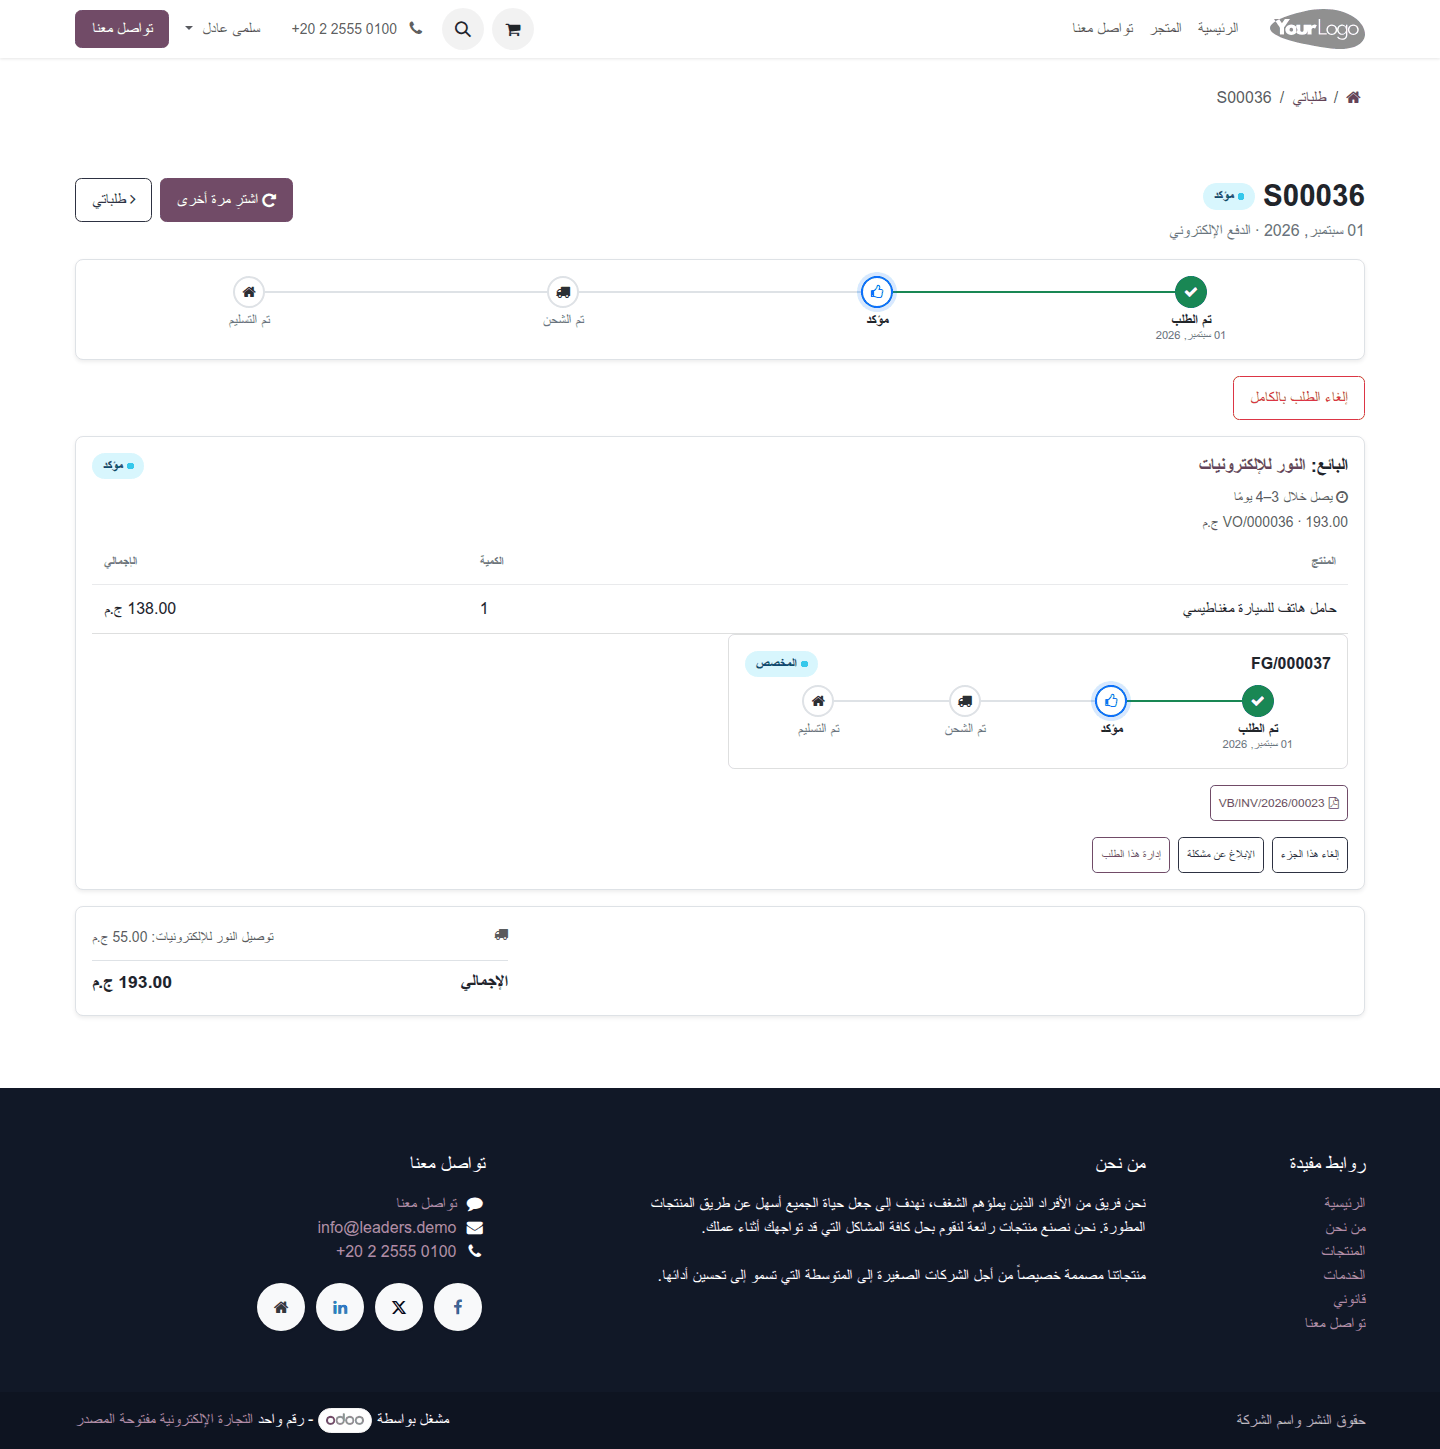 YourLogo
الرئيسية
المتجر
تواصل معنا
+20 2 2555 0100
سلمى عادل
تواصل معنا
/ طلباتي / S00036
S00036
مؤكد
01 سبتمبر, 2026 · الدفع الإلكتروني
اشترِ مرة أخرى
طلباتي
تم الطلب
01 سبتمبر, 2026
مؤكد
تم الشحن
تم التسليم
إلغاء الطلب بالكامل
البائع: النور للإلكترونيات
مؤكد
يصل خلال 3–4 يومًا
VO/000036 · 193.00 ج.م
المنتج
الكمية
الإجمالي
حامل هاتف للسيارة مغناطيسي
1
138.00 ج.م
FG/000037
المخصص
تم الطلب
01 سبتمبر, 2026
مؤكد
تم الشحن
تم التسليم
VB/INV/2026/00023
إلغاء هذا الجزء
الإبلاغ عن مشكلة
إدارة هذا الطلب
توصيل النور للإلكترونيات: 55.00 ج.م
الإجمالي
193.00 ج.م
روابط مفيدة
الرئيسية
من نحن
المنتجات
الخدمات
قانوني
تواصل معنا
من نحن
نحن فريق من الأفراد الذين يملؤهم الشغف، نهدف إلى جعل حياة الجميع أسهل عن طريق المنتجات
المطورة. نحن نصنع منتجات رائعة لنقوم بحل كافة المشاكل التي قد تواجهك أثناء عملك.
منتجاتنا مصممة خصيصاً من أجل الشركات الصغيرة إلى المتوسطة التي تسمو إلى تحسين أدائها.
تواصل معنا
تواصل معنا
info@leaders.demo
+20 2 2555 0100
حقوق النشر واسم الشركة
مشغل بواسطة odoo - رقم واحد التجارة الإلكترونية مفتوحة المصدر